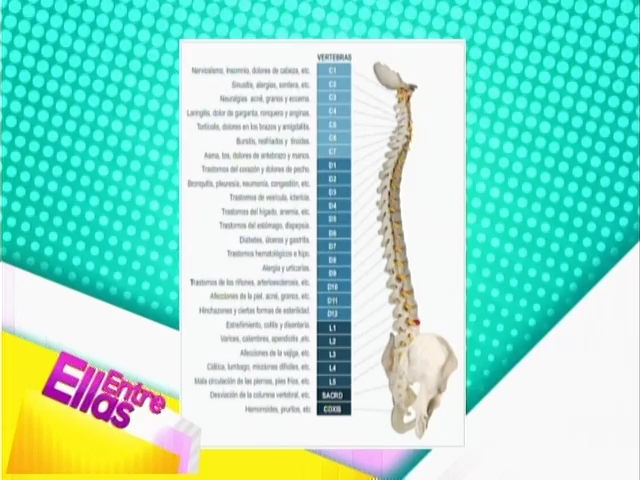 VERTEBRAS
Nerviosismo, insomnio, dolores de cabeza, etc. C1
Sinusitis, alergias, sordera, etc. C2
Neuralgias acné, granos y eccema. C3
Laringitis, dolor de garganta, ronquera y anginas. C4
Tortícolis, dolores en los brazos y amigdalitis. C5
Bursitis, resfriados y tiroides. C6
Asma, tos, dolores de antebrazo y manos. C7
Trastornos del corazón y dolores de pecho. D1
Bronquitis, pleuresía, neumonía, congestión, etc. D2
Trastornos de vesícula, ictericia. D3
Trastornos del hígado, anemia, etc. D4
Trastornos del estómago, dispepsia. D5
Diabetes, úlceras y gastritis. D6
Trastornos hematológicos e hipo. D7
Alergia y urticarias. D8
D9
Trastornos de los riñones, arteriosclerosis, etc. D10
Afecciones de la piel, acné, granos, etc. D11
Hinchazones y ciertas formas de esterilidad. D12
Estreñimiento, colitis y disentería. L1
Varices, calambres, apendicitis ,etc. L2
Afecciones de la vejiga, etc. L3
Ciática, lumbago, micciones difíciles, etc. L4
Mala circulación de las piernas, pies fríos, etc. L5
Desviación de la columna vertebral, etc. SACRO
Hemorroides, pruritos, etc COXIS
Entre
Ellas